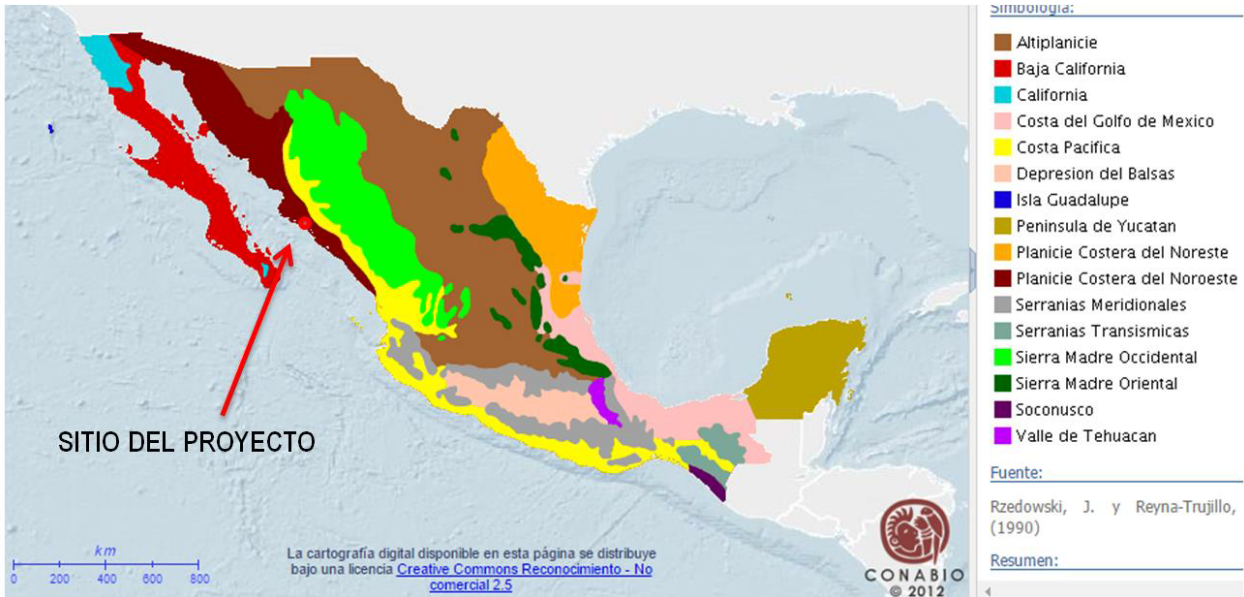 Simbología:
Altiplanicie
Baja California
California
Costa del Golfo de Mexico
Costa Pacifica
Depresion del Balsas
Isla Guadalupe
Peninsula de Yucatan
Planicie Costera del Noreste
Planicie Costera del Noroeste
Serranias Meridionales
Serranias Transismicas
Sierra Madre Occidental
Sierra Madre Oriental
Soconusco
Valle de Tehuacan
Fuente:
Rzedowski, J. y Reyna-Trujillo,
(1990)
Resumen:
SITIO DEL PROYECTO
km
0 200 400 600 800
La cartografía digital disponible en esta página se distribuye
bajo una licencia Creative Commons Reconocimiento - No
comercial 2.5
CONABIO
© 2012